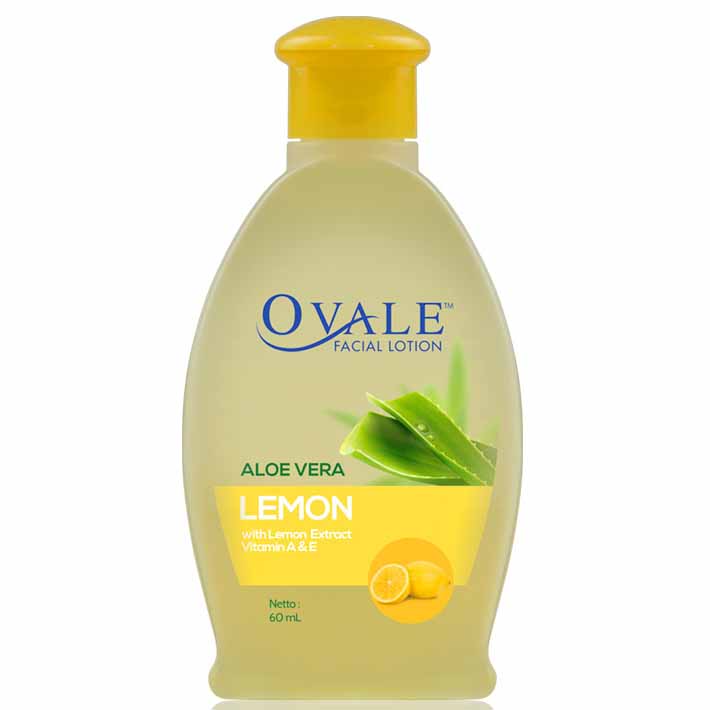 OVALE™
FACIAL LOTION
ALOE VERA
LEMON
with Lemon Extract
Vitamin A & E
Netto :
60 mL